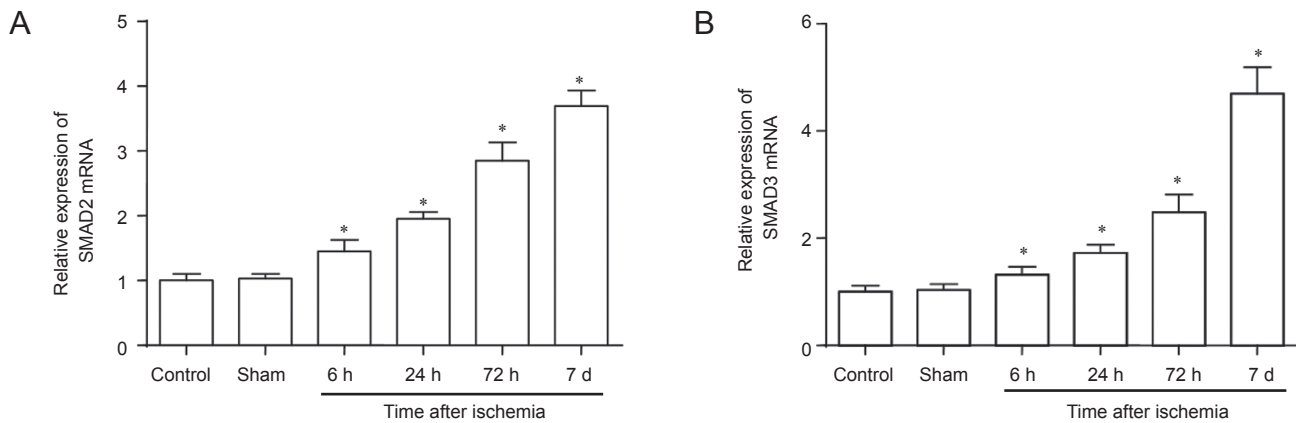 A
Relative expression of
SMAD2 mRNA
5
4
3
2
1
0
*
*
*
*
Control Sham 6 h 24 h 72 h 7 d
Time after ischemia
B
Relative expression of
SMAD3 mRNA
6
4
2
0
*
*
*
*
Control Sham 6 h 24 h 72 h 7 d
Time after ischemia